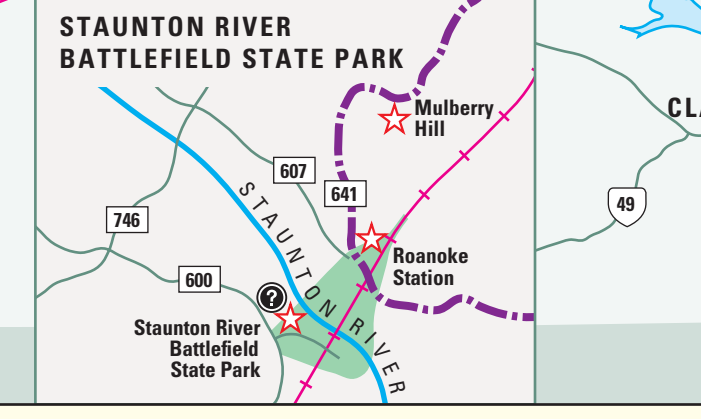 STAUNTON RIVER
BATTLEFIELD STATE PARK
CLA
Mulberry
Hill
607
641
49
746
STAUNTON RIVER
Roanoke
Station
600
?
Staunton River
Battlefield
State Park